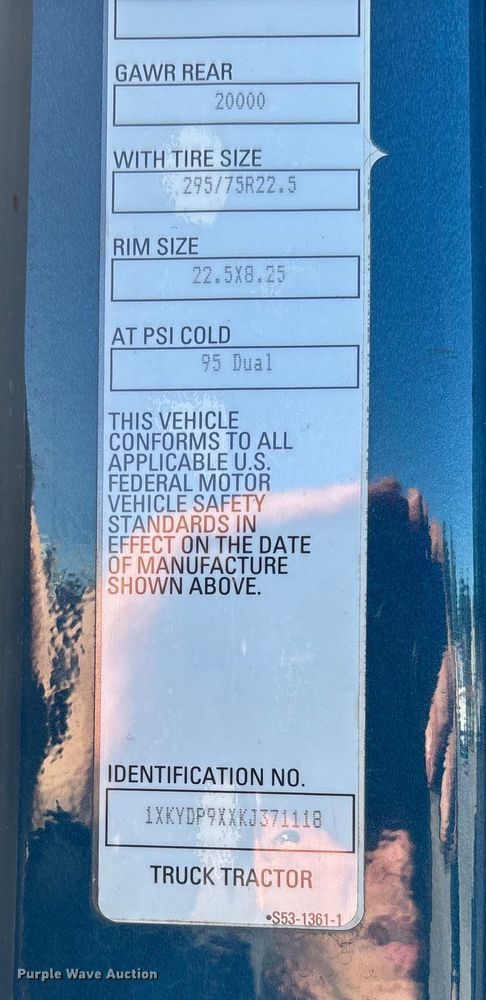 GAWR REAR
20000
WITH TIRE SIZE
295/75R22.5
RIM SIZE
22.5X8.25
AT PSI COLD
95 Dual
THIS VEHICLE
CONFORMS TO ALL
APPLICABLE U.S.
FEDERAL MOTOR
VEHICLE SAFETY
STANDARDS IN
EFFECT ON THE DATE
OF MANUFACTURE
SHOWN ABOVE.
IDENTIFICATION NO.
1XKYDP9XXKJ371118
TRUCK TRACTOR
•S53-1361-1
Purple Wave Auction